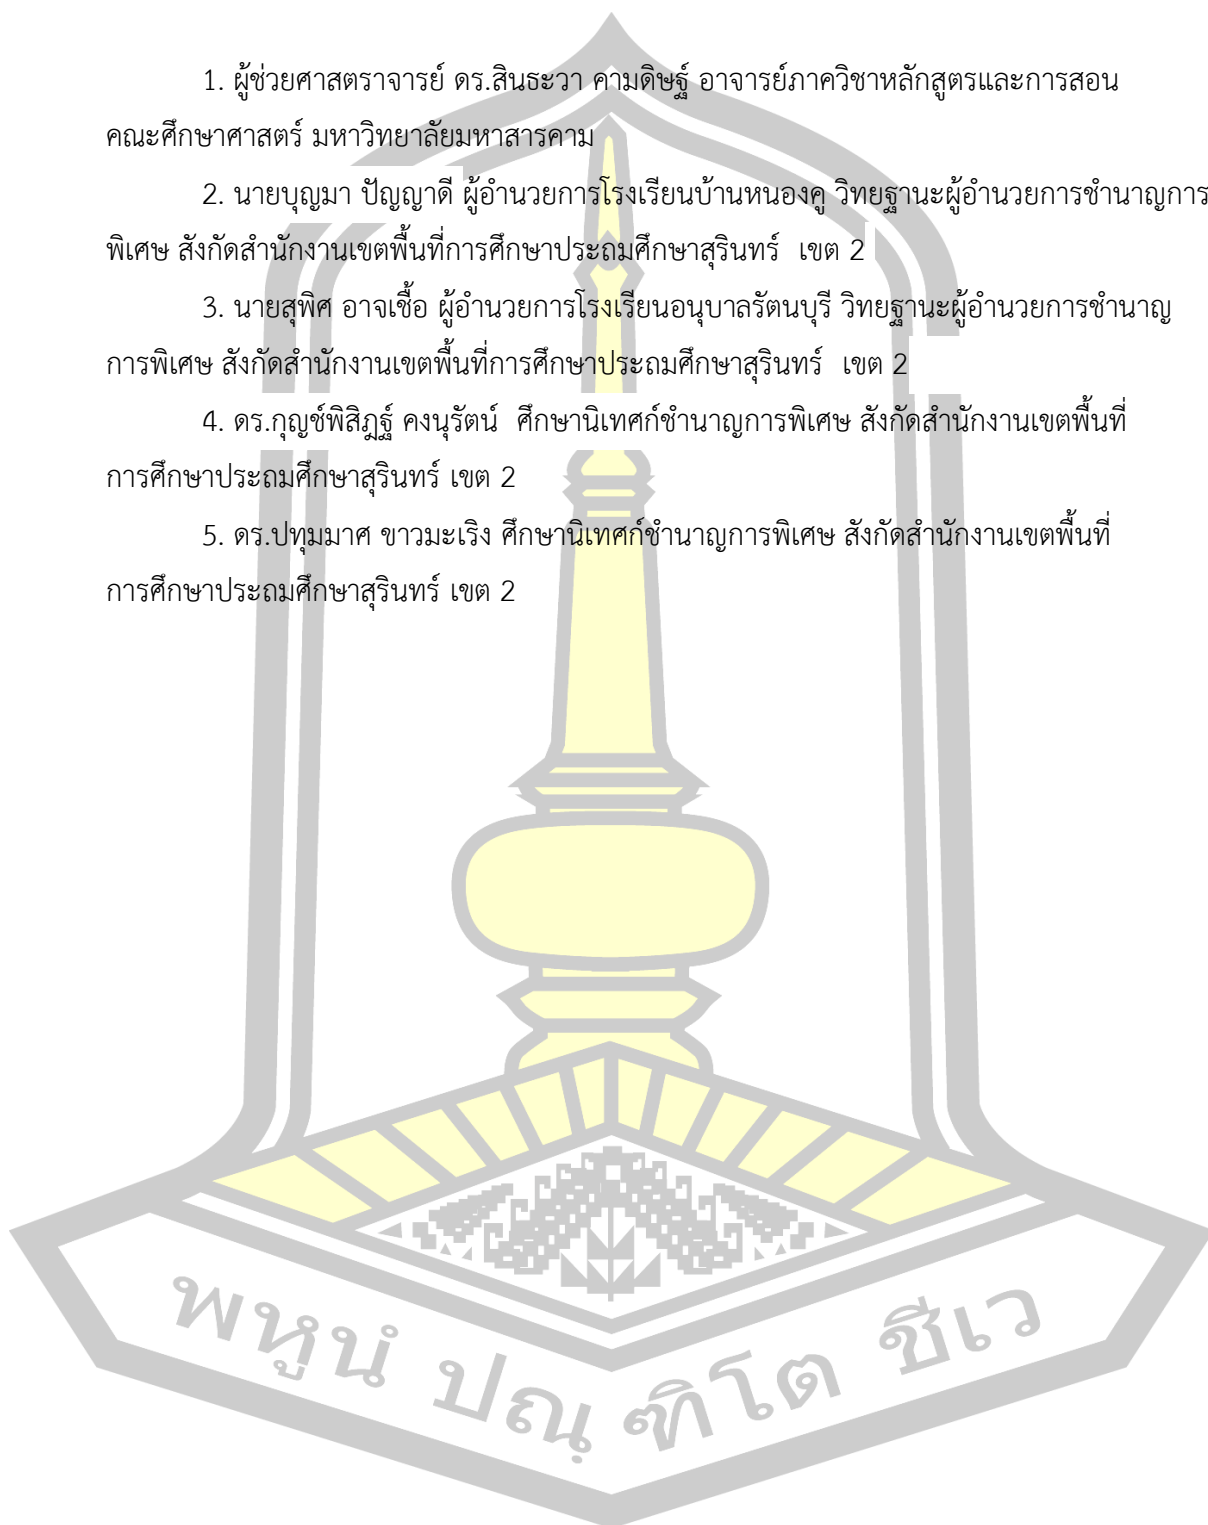 1. ผู้ช่วยศาสตราจารย์ ดร.สินธะวา คามดิษฐ์ อาจารย์ภาควิชาหลักสูตรและการสอน
คณะศึกษาศาสตร์ มหาวิทยาลัยมหาสารคาม
2. นายบุญมา ปัญญาดี ผู้อำนวยการโรงเรียนบ้านหนองคู วิทยฐานะผู้อำนวยการชำนาญการ
พิเศษ สังกัดสำนักงานเขตพื้นที่การศึกษาประถมศึกษาสุรินทร์ เขต 2
3. นายสุพิศ อาจเชื้อ ผู้อำนวยการโรงเรียนอนุบาลรัตนบุรี วิทยฐานะผู้อำนวยการชำนาญ
การพิเศษ สังกัดสำนักงานเขตพื้นที่การศึกษาประถมศึกษาสุรินทร์ เขต 2
4. ดร.กุญช์พิสิฎฐ์ คงนุรัตน์ ศึกษานิเทศก์ชำนาญการพิเศษ สังกัดสำนักงานเขตพื้นที่
การศึกษาประถมศึกษาสุรินทร์ เขต 2
5. ดร.ปทุมมาศ ขาวมะเริง ศึกษานิเทศก์ชำนาญการพิเศษ สังกัดสำนักงานเขตพื้นที่
การศึกษาประถมศึกษาสุรินทร์ เขต 2
พหูนํ ปณฺ ฑิโต ชีเว